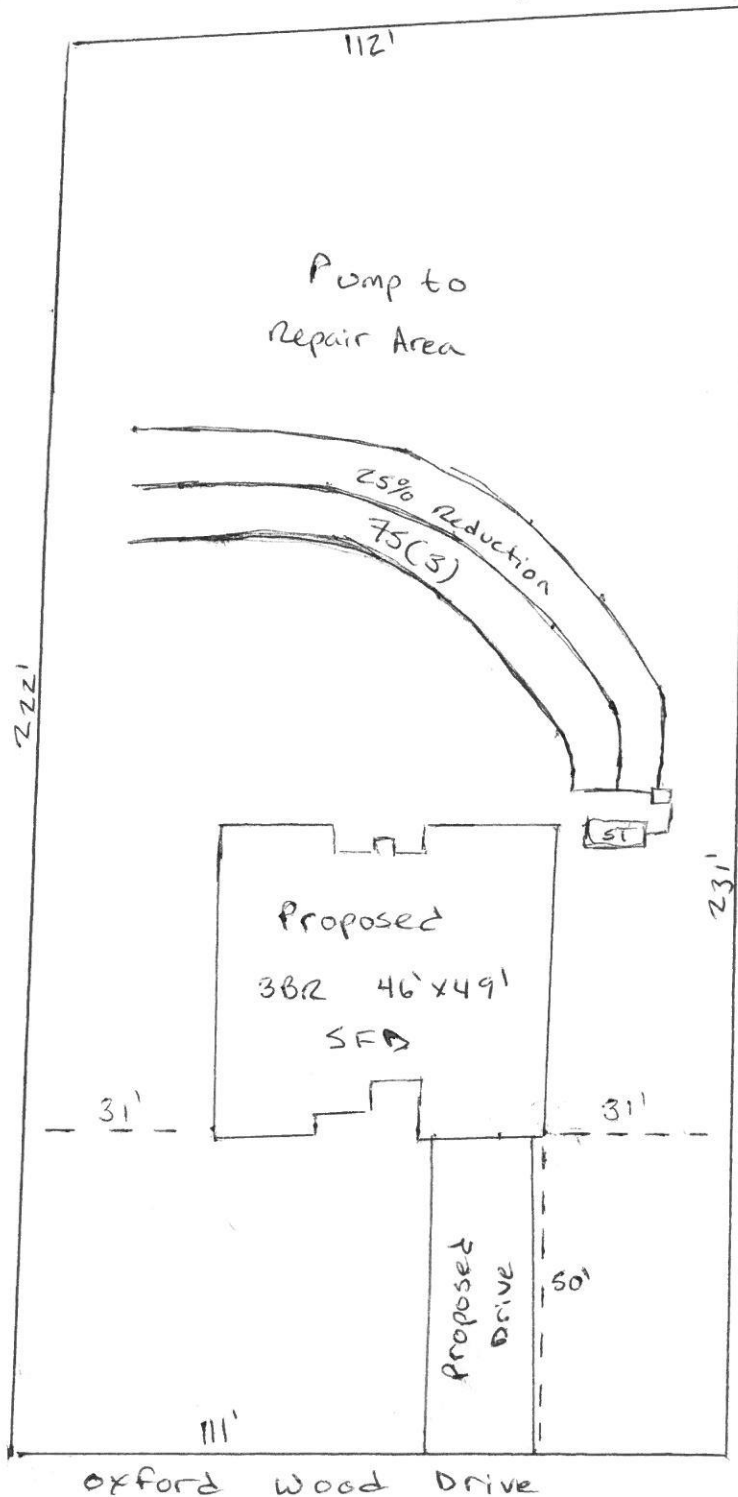 112'
Pump to
Repair Area
25% Reduction
75(3)
222'
ST
231'
Proposed
3BR 46'x49'
SFD
31'
31'
Proposed
Drive
50'
111'
Oxford Wood Drive